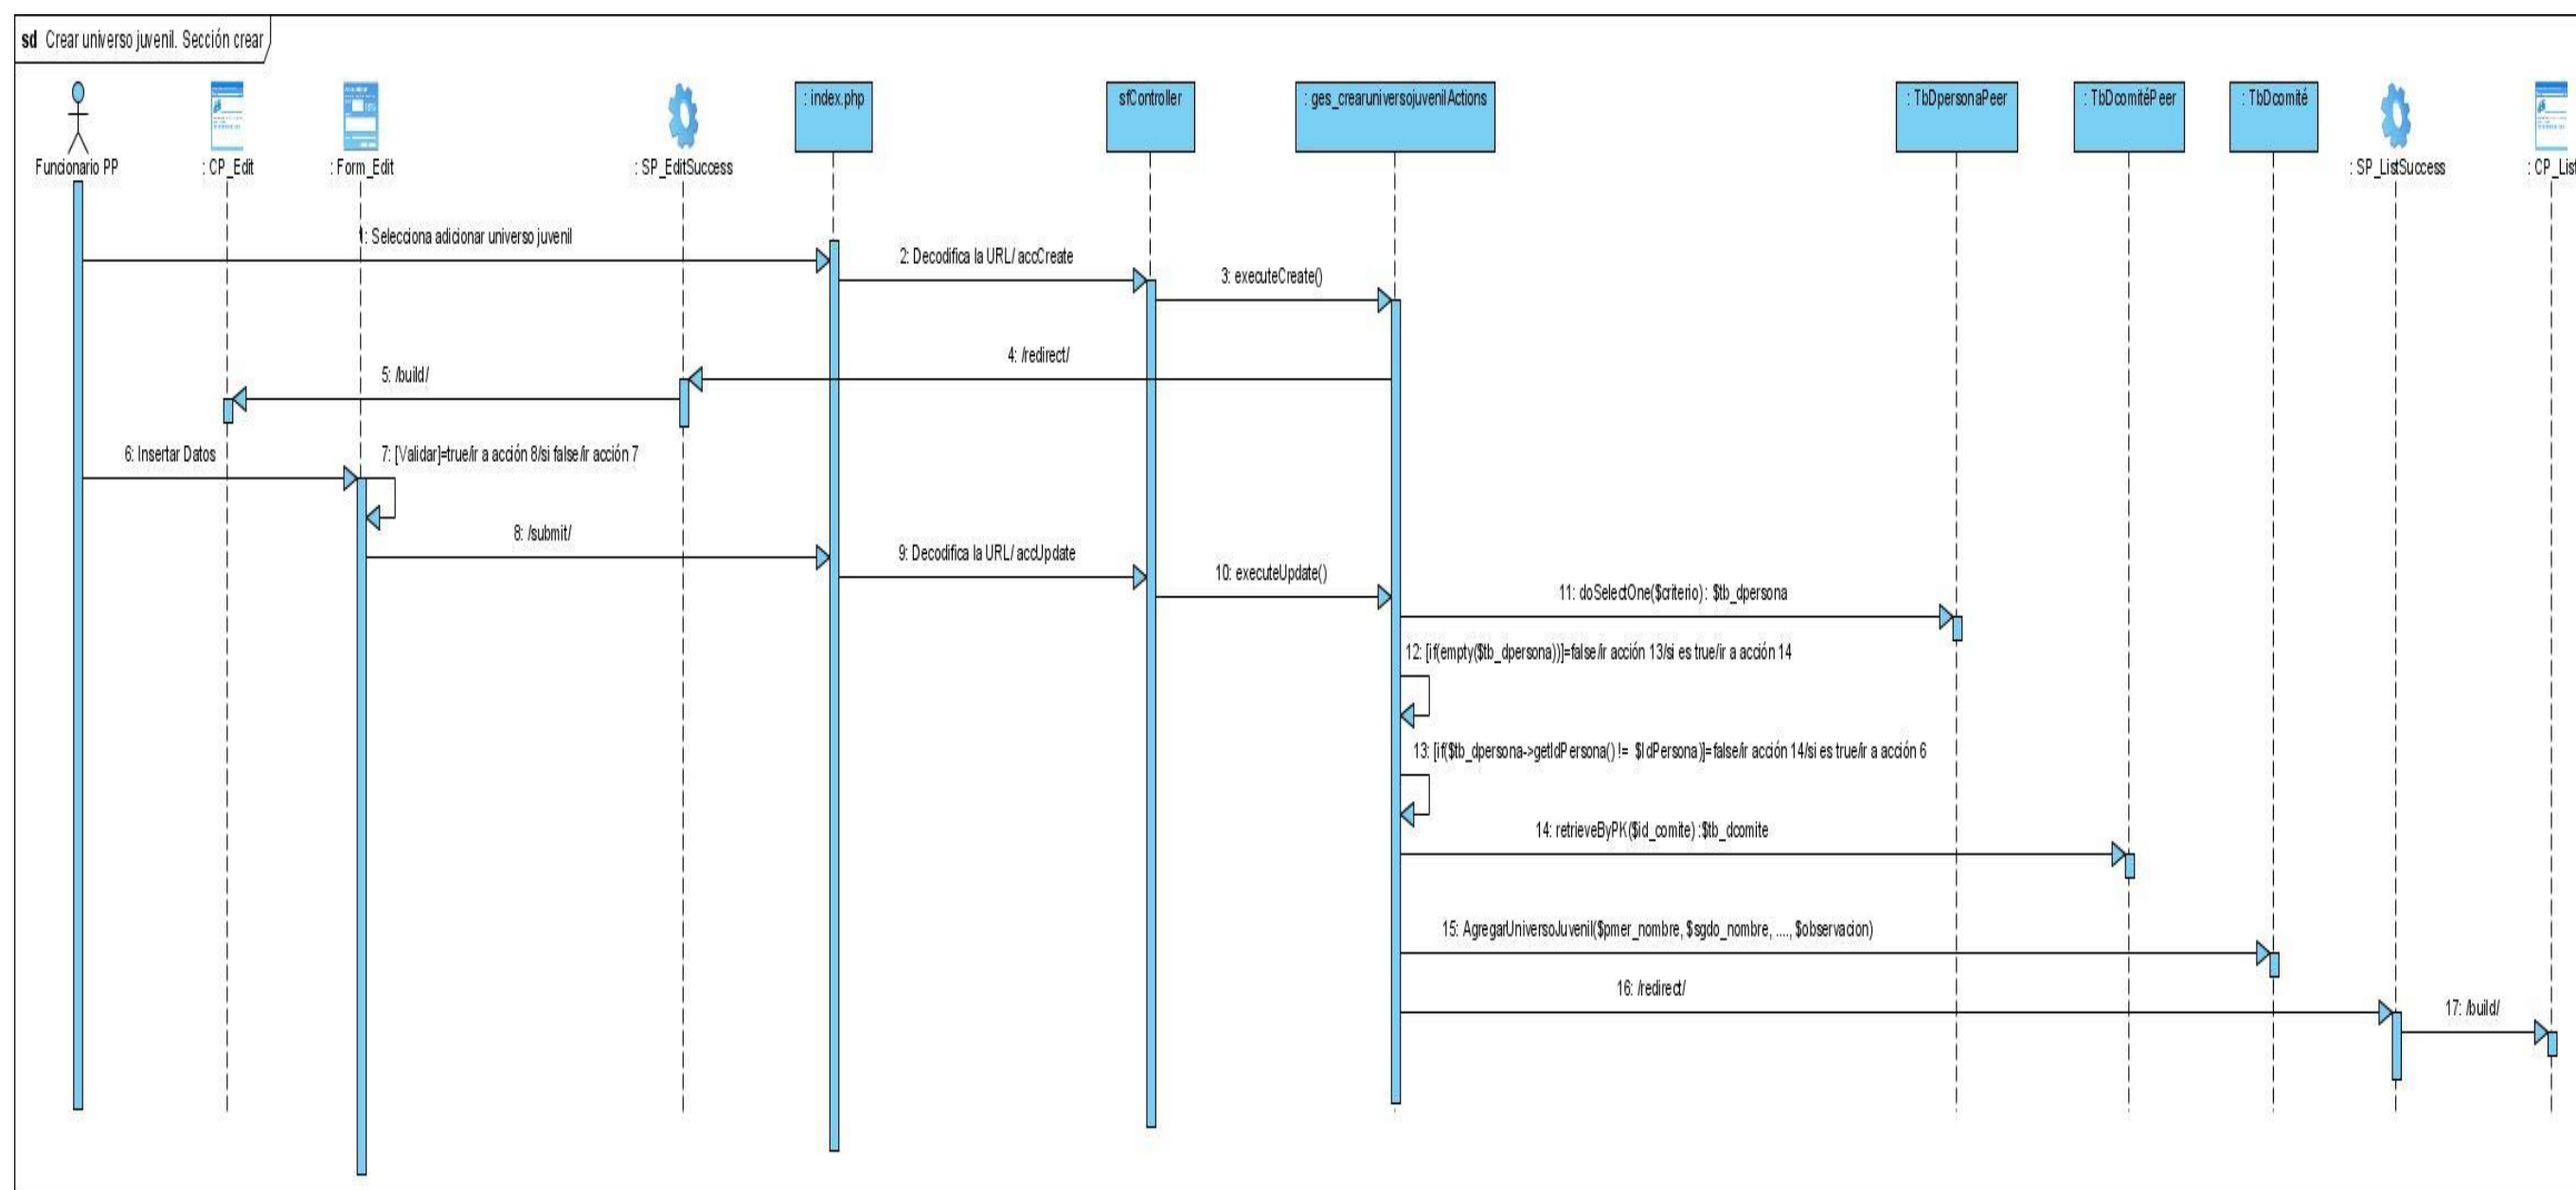 sd Crear universo juvenil. Sección crear
Funcionario PP
: CP_Edit
: Form_Edit
: SP_EditSuccess
: index.php
sfController
: ges_crearuniversojuvenilActions
: TbDpersonaPeer
: TbDcomitéPeer
: TbDcomité
: SP_ListSuccess
: CP_List
1: Selecciona adicionar universo juvenil
2: Decodifica la URL/ accCreate
3: executeCreate()
4: /redirect/
5: /build/
6: Insertar Datos
7: [Validar]=true/ir a acción 8/si false/ir acción 7
8: /submit/
9: Decodifica la URL/ accUpdate
10: executeUpdate()
11: doSelectOne($criterio) : $tb_dpersona
12: [if(empty($tb_dpersona))]=false/ir acción 13/si es true/ir a acción 14
13: [if($tb_dpersona->getIdPersona() != $IdPersona)]=false/ir acción 14/si es true/ir a acción 6
14: retrieveByPK($id_comite) :$tb_dcomite
15: AgregarUniversoJuvenil($pmer_nombre, $sgdo_nombre, ...., $observacion)
16: /redirect/
17: /build/